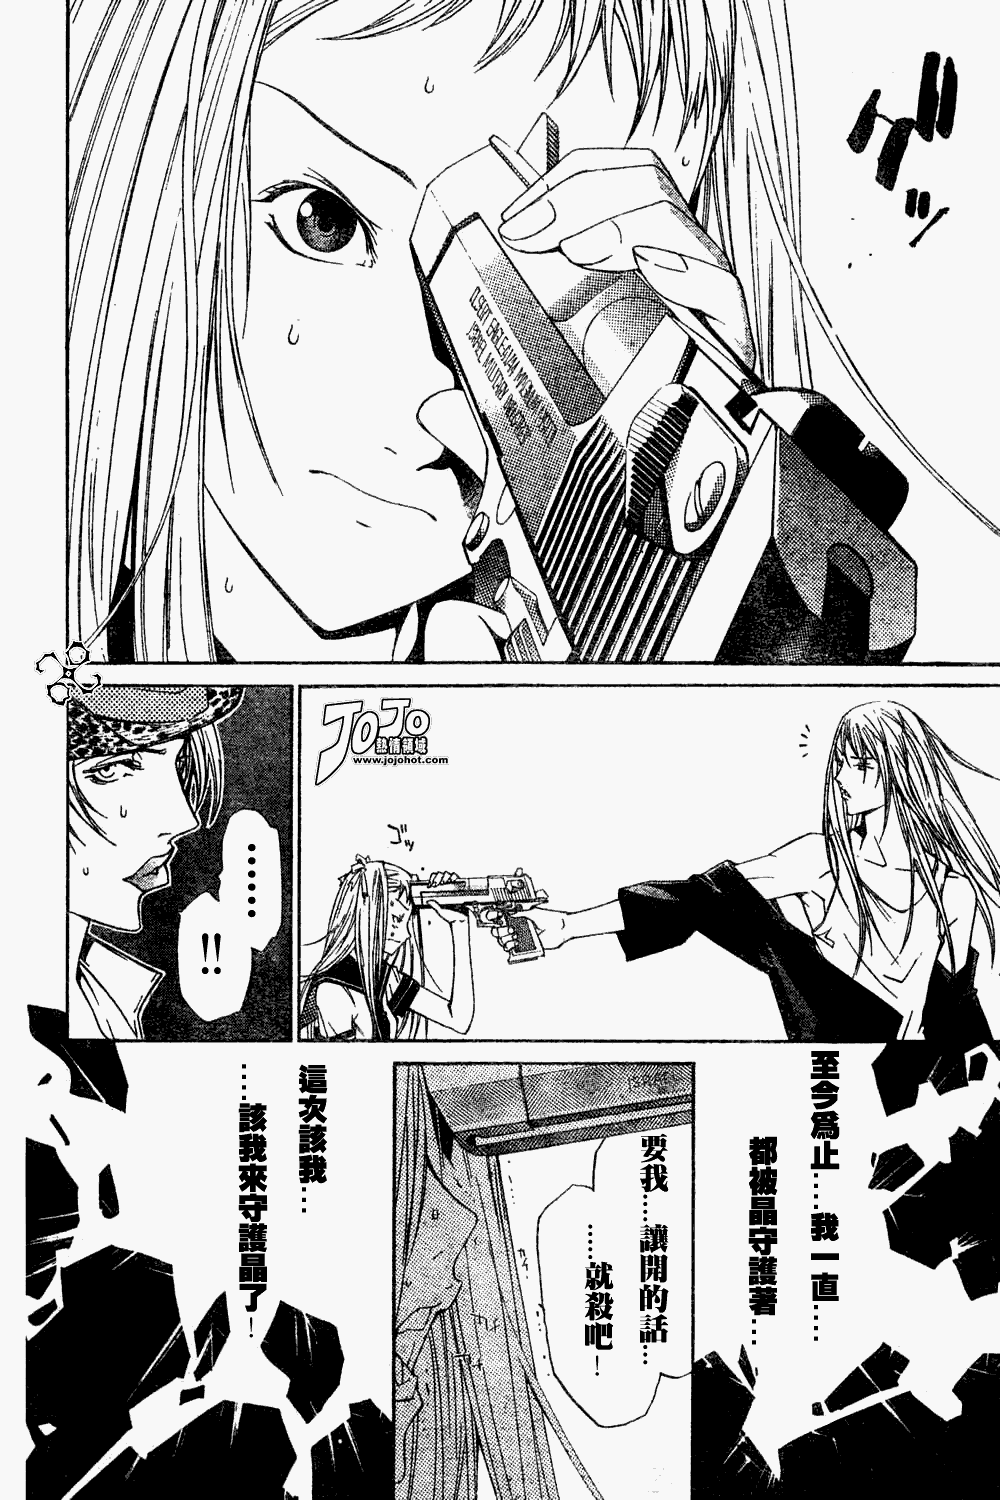 グッ
JOJO
熱情領域
www.jojohot.com
グッ
……
!!
至今為止……我一直……
都被晶守護著……
要我……讓開的話…
……就殺吧！
這次該我…
…該我來守護晶了！